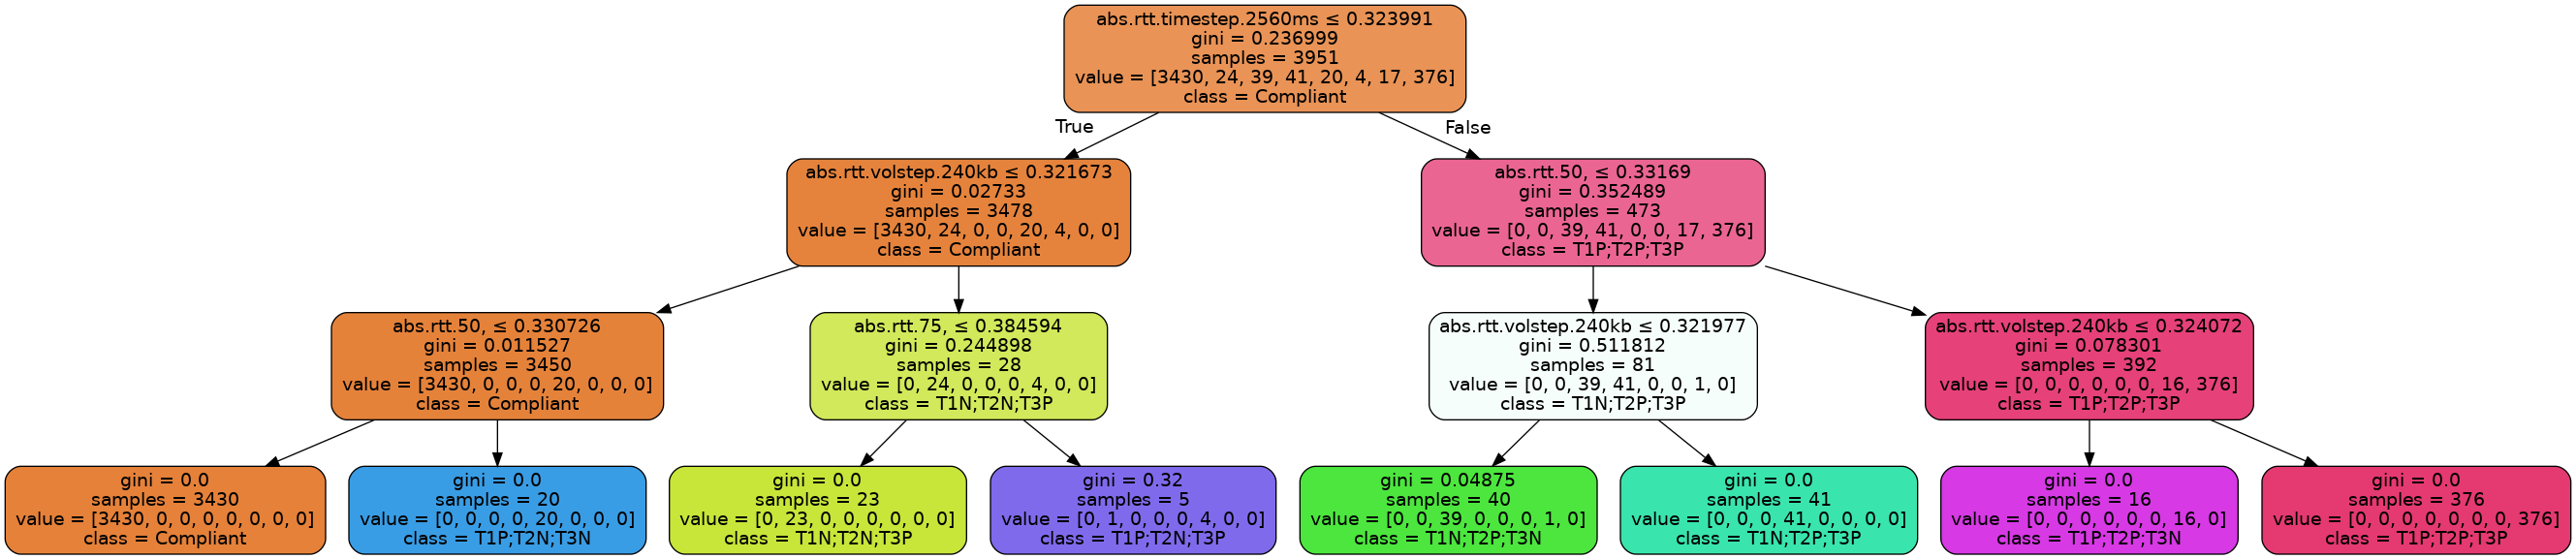 abs.rtt.timestep.2560ms ≤ 0.323991
gini = 0.236999
samples = 3951
value = [3430, 24, 39, 41, 20, 4, 17, 376]
class = Compliant
True
False
abs.rtt.volstep.240kb ≤ 0.321673
gini = 0.02733
samples = 3478
value = [3430, 24, 0, 0, 20, 4, 0, 0]
class = Compliant
abs.rtt.50, ≤ 0.33169
gini = 0.352489
samples = 473
value = [0, 0, 39, 41, 0, 0, 17, 376]
class = T1P;T2P;T3P
abs.rtt.50, ≤ 0.330726
gini = 0.011527
samples = 3450
value = [3430, 0, 0, 0, 20, 0, 0, 0]
class = Compliant
abs.rtt.75, ≤ 0.384594
gini = 0.244898
samples = 28
value = [0, 24, 0, 0, 0, 4, 0, 0]
class = T1N;T2N;T3P
abs.rtt.volstep.240kb ≤ 0.321977
gini = 0.511812
samples = 81
value = [0, 0, 39, 41, 0, 0, 1, 0]
class = T1N;T2P;T3P
abs.rtt.volstep.240kb ≤ 0.324072
gini = 0.078301
samples = 392
value = [0, 0, 0, 0, 0, 0, 16, 376]
class = T1P;T2P;T3P
gini = 0.0
samples = 3430
value = [3430, 0, 0, 0, 0, 0, 0, 0]
class = Compliant
gini = 0.0
samples = 20
value = [0, 0, 0, 0, 20, 0, 0, 0]
class = T1P;T2N;T3N
gini = 0.0
samples = 23
value = [0, 23, 0, 0, 0, 0, 0, 0]
class = T1N;T2N;T3P
gini = 0.32
samples = 5
value = [0, 1, 0, 0, 0, 4, 0, 0]
class = T1P;T2N;T3P
gini = 0.04875
samples = 40
value = [0, 0, 39, 0, 0, 0, 1, 0]
class = T1N;T2P;T3N
gini = 0.0
samples = 41
value = [0, 0, 0, 41, 0, 0, 0, 0]
class = T1N;T2P;T3P
gini = 0.0
samples = 16
value = [0, 0, 0, 0, 0, 0, 16, 0]
class = T1P;T2P;T3N
gini = 0.0
samples = 376
value = [0, 0, 0, 0, 0, 0, 0, 376]
class = T1P;T2P;T3P